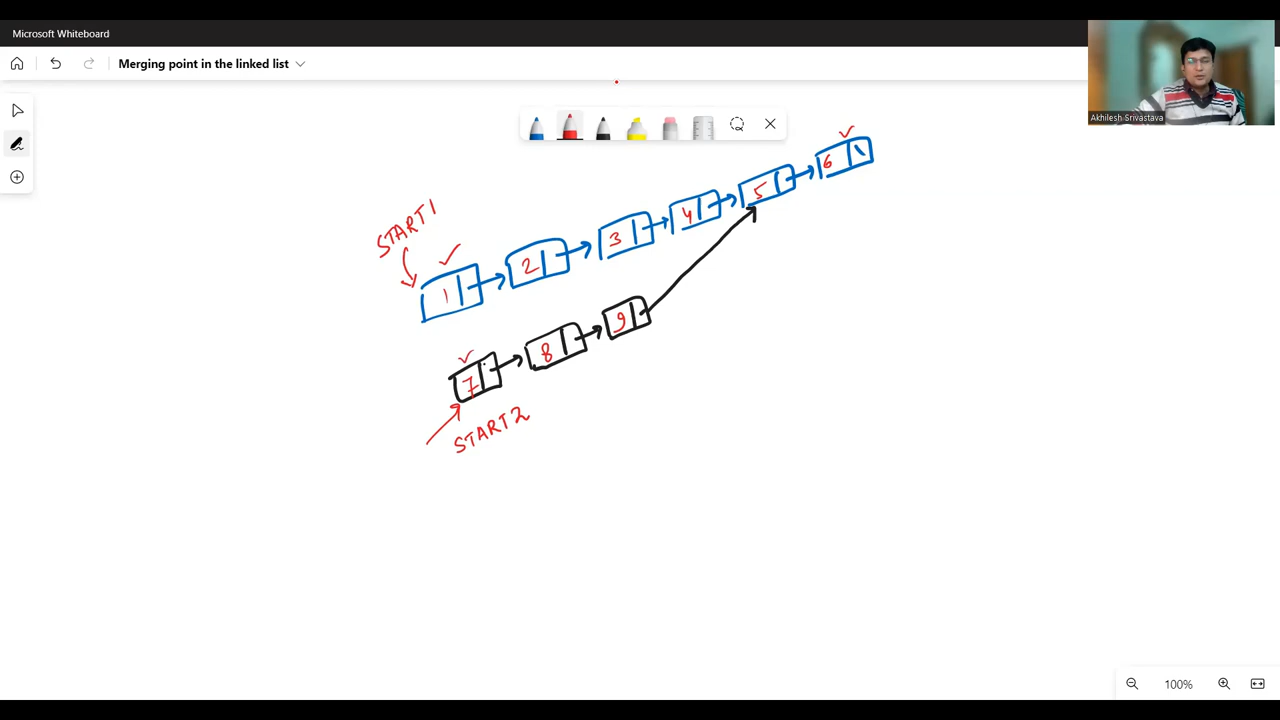 Microsoft Whiteboard
Merging point in the linked list
Akhilesh Srivastava
START1
1 2 3 4 5 6
7 8 9
START2
100%